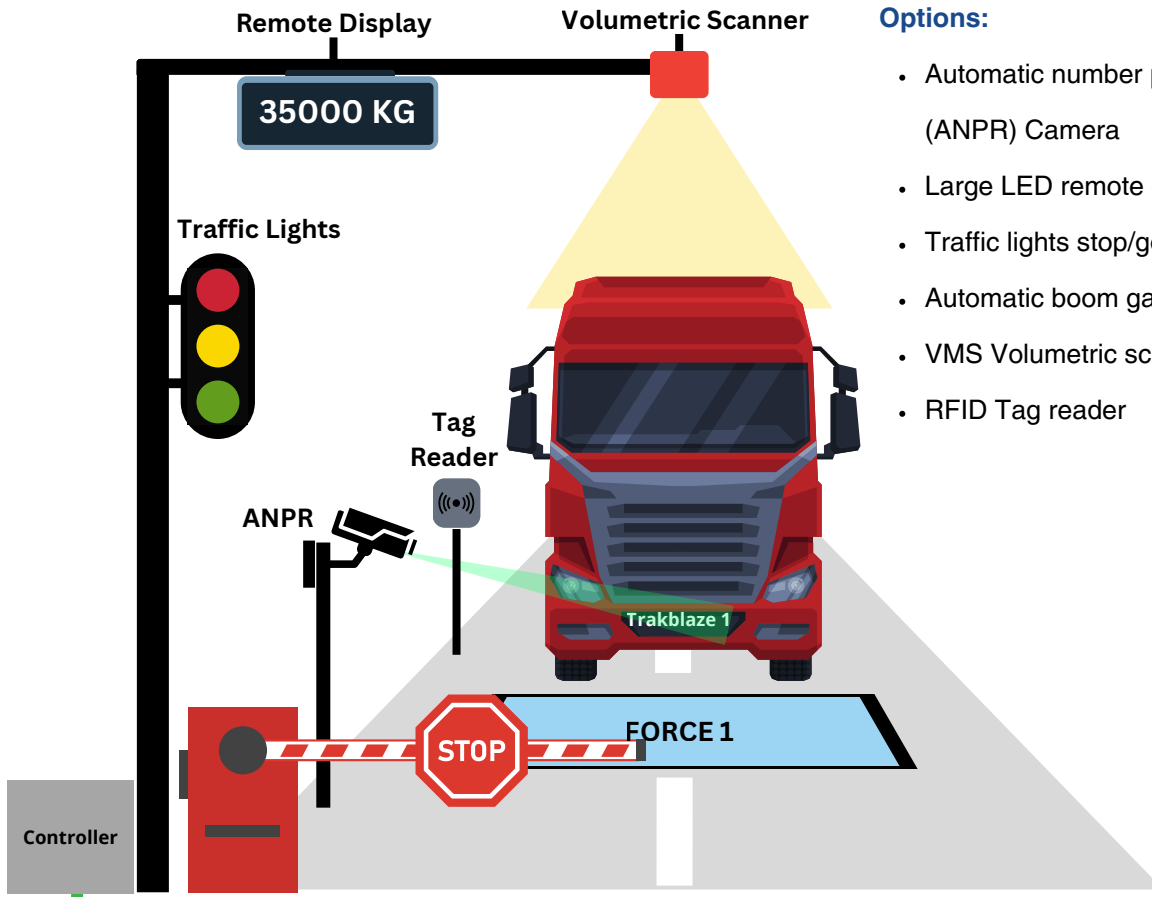 Remote Display
Volumetric Scanner
Options:
35000 KG
• Automatic number
(ANPR) Camera
• Large LED remote
• Traffic lights stop/g
• Automatic boom ga
• VMS Volumetric sc
• RFID Tag reader
Traffic Lights
Tag
Reader
ANPR
Trakblaze 1
FORCE 1
STOP
Controller